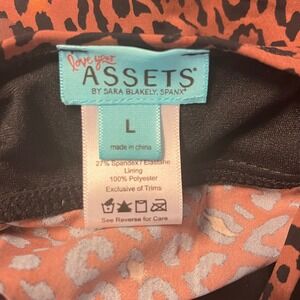 love your
ASSETS®
BY SARA BLAKELY, SPANX®
L
made in china
27% Spandex / Elastane
Lining
100% Polyester
Exclusive of Trims
See Reverse for Care